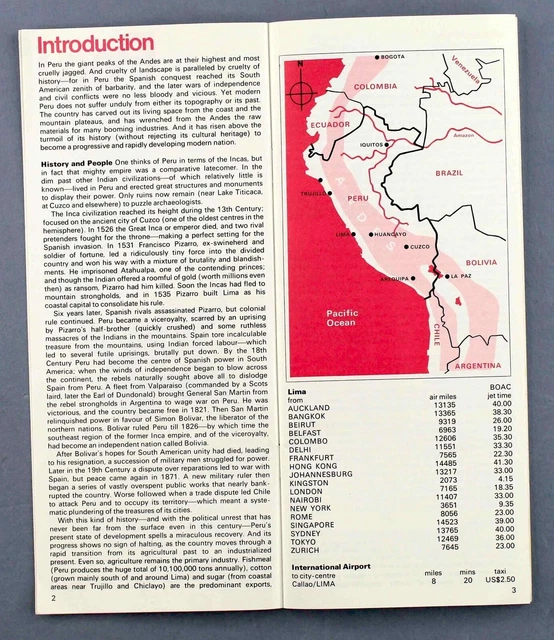 Introduction
In Peru the giant peaks of the Andes are at their highest and most
cruelly jagged. And cruelty of landscape is paralleled by cruelty of
history—for in Peru the Spanish conquest reached its South
American zenith of barbarity, and the later wars of independence
and civil conflicts were no less bloody and vicious. Yet modern
Peru does not suffer unduly from either its topography or its past.
The country has carved out its living space from the coast and the
mountain plateaus, and has wrenched from the Andes the raw
materials for many booming industries. And it has risen above the
turmoil of its history (without rejecting its cultural heritage) to
become a progressive and rapidly developing modern nation.
History and People One thinks of Peru in terms of the Incas, but
in fact that mighty empire was a comparative latecomer. In the
dim past other Indian civilizations—of which relatively little is
known—lived in Peru and erected great structures and monuments
to display their power. Only ruins now remain (near Lake Titicaca,
at Cuzco and elsewhere) to puzzle archaeologists.
The Inca civilization reached its height during the 13th Century;
focused on the ancient city of Cuzco (one of the oldest centres in the
hemisphere). In 1526 the Great Inca or emperor died, and two rival
pretenders fought for the throne—making a perfect setting for the
Spanish invasion. In 1531 Francisco Pizarro, ex-swineherd and
soldier of fortune, led a ridiculously tiny force into the divided
country and won his way with a mixture of brutality and blandish-
ments. He imprisoned Atahualpa, one of the contending princes;
and though the Indian offered a roomful of gold (worth millions even
then) as ransom, Pizarro had him killed. Soon the Incas had fled to
mountain strongholds, and in 1535 Pizarro built Lima as his
coastal capital to consolidate his rule.
Six years later, Spanish rivals assassinated Pizarro, but colonial
rule continued. Peru became a viceroyalty, scarred by an uprising
by Pizarro's half-brother (quickly crushed) and some ruthless
massacres of the Indians in the mountains. Spain tore incalculable
treasure from the mountains, using Indian forced labour—which
led to several futile uprisings, brutally put down. By the 18th
Century Peru had become the centre of Spanish power in South
America; when the winds of independence began to blow across
the continent, the rebels naturally sought above all to dislodge
Spain from Peru. A fleet from Valparaiso (commanded by a Scots
laird, later the Earl of Dundonald) brought General San Martin from
the rebel strongholds in Argentina to wage war on Peru. He was
victorious, and the country became free in 1821. Then San Martin
relinquished power in favour of Simon Bolivar, the liberator of the
northern nations. Bolivar ruled Peru till 1826—by which time the
southeast region of the former Inca empire, and of the viceroyalty,
had become an independent nation called Bolivia.
After Bolivar's hopes for South American unity had died, leading
to his resignation, a succession of military men struggled for power.
Later in the 19th Century a dispute over reparations led to war with
Spain, but peace came again in 1871. A new military ruler then
began a series of vastly overspent public works that nearly bank-
rupted the country. Worse followed when a trade dispute led Chile
to attack Peru and to occupy its territory—which meant a syste-
matic plundering of the treasures of its cities.
With this kind of history—and with the political unrest that has
never been far from the surface even in this century—Peru's
present state of development spells a miraculous recovery. And its
progress shows no sign of halting, as the country moves through a
rapid transition from its agricultural past to an industrialized
present. Even so, agriculture remains the primary industry. Fishmeal
(Peru produces the huge total of 10,100,000 tons annually), cotton
(grown mainly south of and around Lima) and sugar (from coastal
areas near Trujillo and Chiclayo) are the predominant exports,
2
N
BOGOTA
Venezuela
COLOMBIA
ECUADOR
Amazon
IQUITOS
BRAZIL
TRUJILLO
PERU
ANDES
LIMA
HUANCAYO
CUZCO
BOLIVIA
AREQUIPA
LA PAZ
Pacific
Ocean
CHILE
ARGENTINA
Lima BOAC
from air miles jet time
AUCKLAND 13135 40.00
BANGKOK 13365 38.30
BEIRUT 9319 26.00
BELFAST 6963 19.20
COLOMBO 12606 35.30
DELHI 11551 33.30
FRANKFURT 7565 22.30
HONG KONG 14485 41.30
JOHANNESBURG 13217 33.00
KINGSTON 2073 4.15
LONDON 7165 18.35
NAIROBI 11407 33.00
NEW YORK 3651 9.35
ROME 8056 23.00
SINGAPORE 14523 39.00
SYDNEY 13765 40.00
TOKYO 12469 36.00
ZURICH 7645 23.00
International Airport
to city-centre miles mins taxi
Callao/LIMA 8 20 US$2.50
3